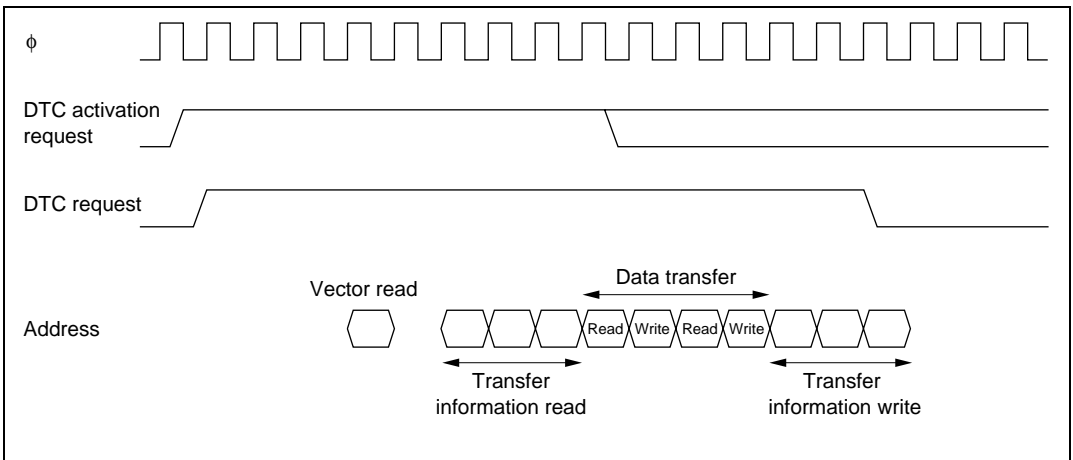 ϕ
DTC activation
request
DTC request
Vector read
Data transfer
Address
Read Write Read Write
Transfer
information read
Transfer
information write